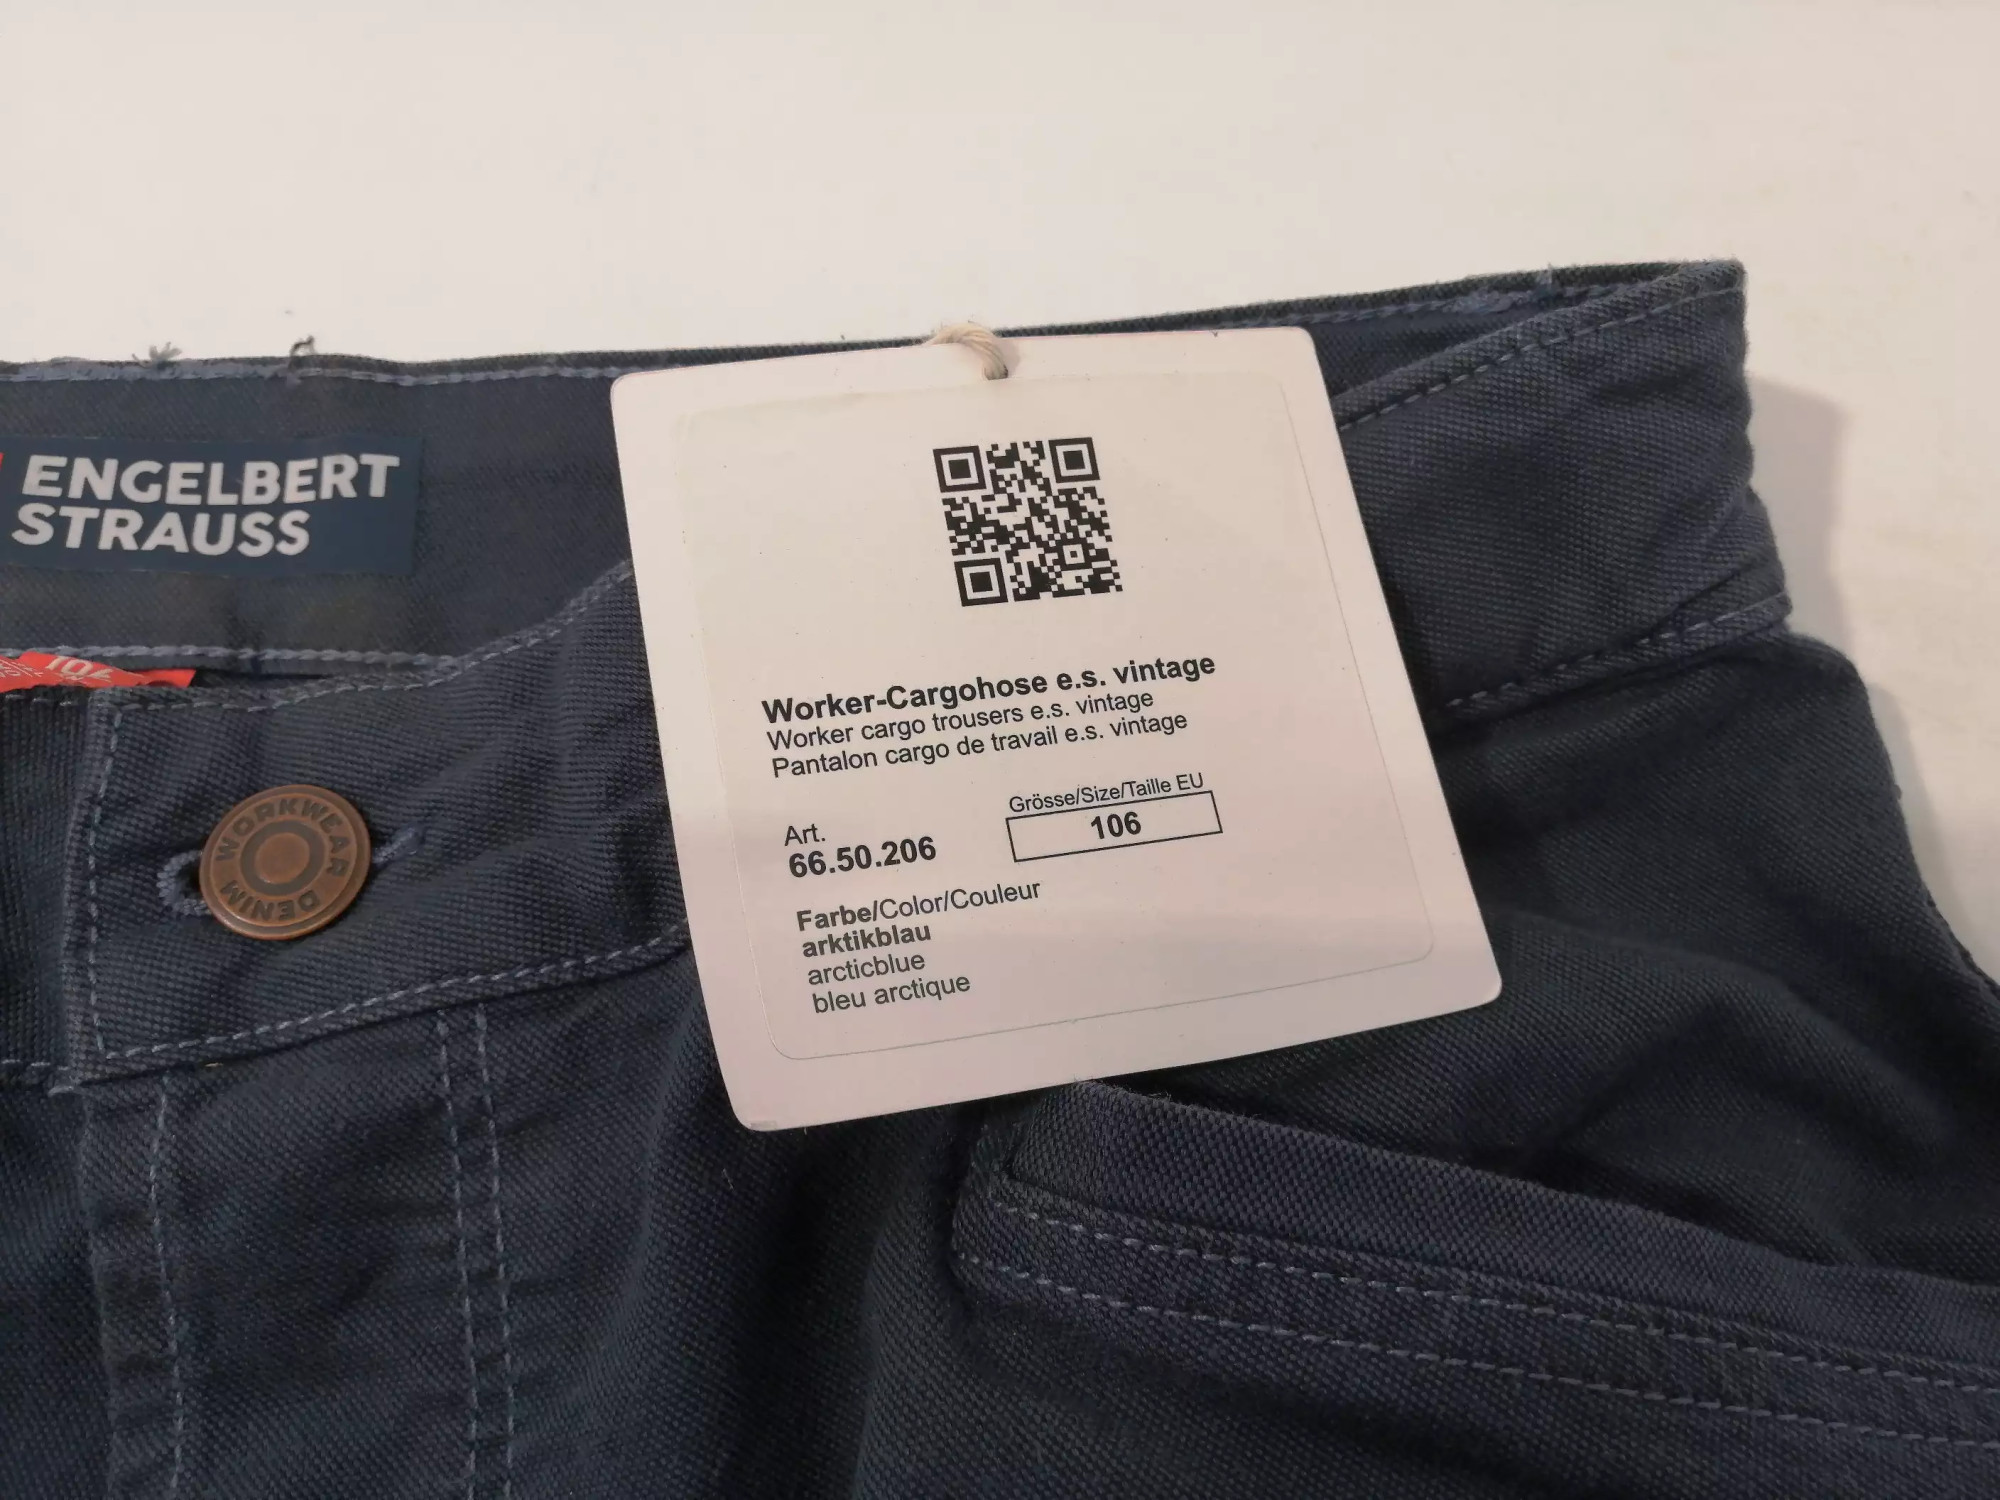 ENGELBERT
STRAUSS
WORKWEAR
DENIM
Worker-Cargohose e.s. vintage
Worker cargo trousers e.s. vintage
Pantalon cargo de travail e.s. vintage
Art.
66.50.206
Grösse/Size/Taille EU
106
Farbe/Color/Couleur
arktikblau
arcticblue
bleu arctique